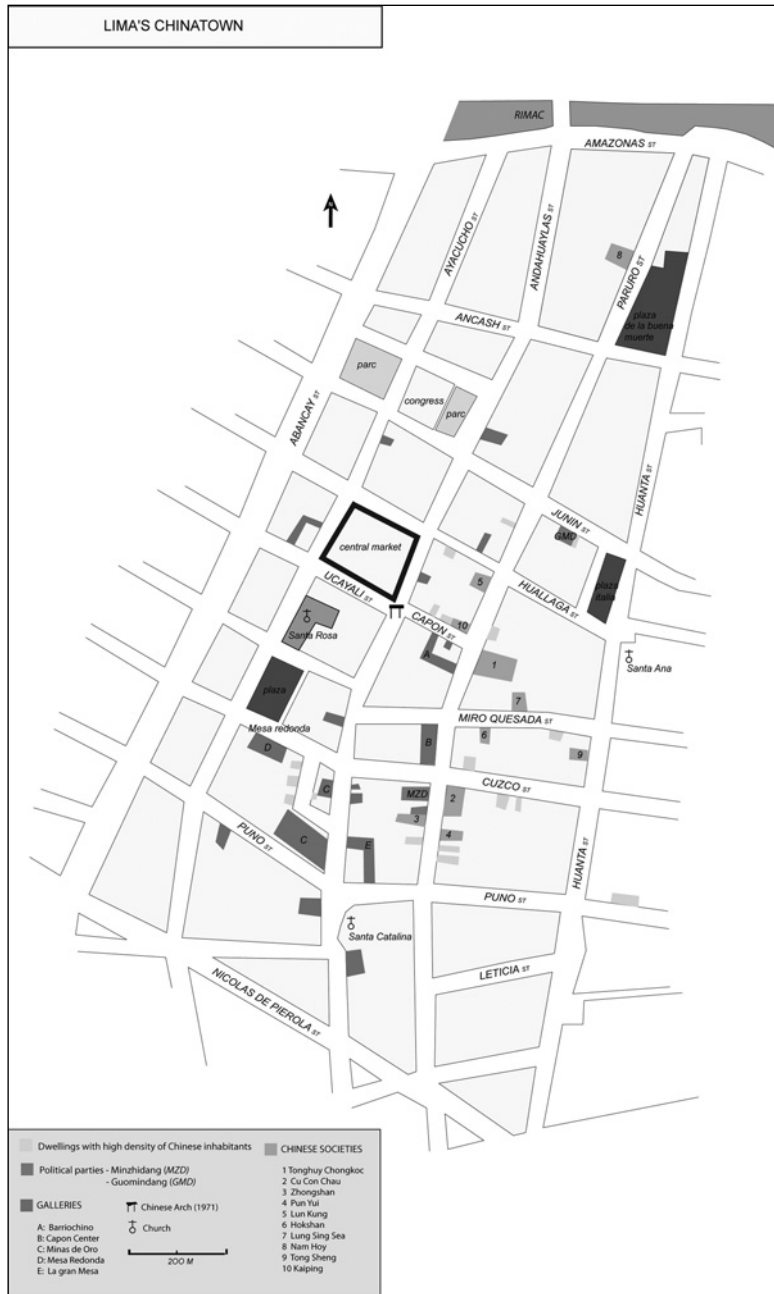 LIMA'S CHINATOWN
RIMAC
AMAZONAS ST
AYACUCHO ST
ANDAHUAYLAS ST
8
PARURO ST
plaza
de la buena
muerte
ANCASH ST
parc
congress
parc
ABANCAY ST
HUANTA ST
JUNIN ST
GMD
central market
plaza
italia
UCAYALI ST
5
HUALLAGA ST
10
CAPON ST
Santa Rosa
A
1
Santa Ana
plaza
7
MIRO QUESADA ST
Mesa redonda
D
B
6
9
CUZCO ST
C
MZD
2
3
PUNO ST
C
E
4
HUANTA ST
PUNO ST
Santa Catalina
LETICIA ST
NICOLAS DE PIEROLA ST
Dwellings with high density of Chinese inhabitants
Political parties - Minzhidang (MZD)
- Guomindang (GMD)
GALLERIES
A: Barriochino
B: Capon Center
C: Minas de Oro
D: Mesa Redonda
E: La gran Mesa
Chinese Arch (1971)
Church
200 M
CHINESE SOCIETIES
1 Tonghuy Chongkoc
2 Cu Con Chau
3 Zhongshan
4 Pun Yui
5 Lun Kung
6 Hokshan
7 Lung Sing Sea
8 Nam Hoy
9 Tong Sheng
10 Kaiping